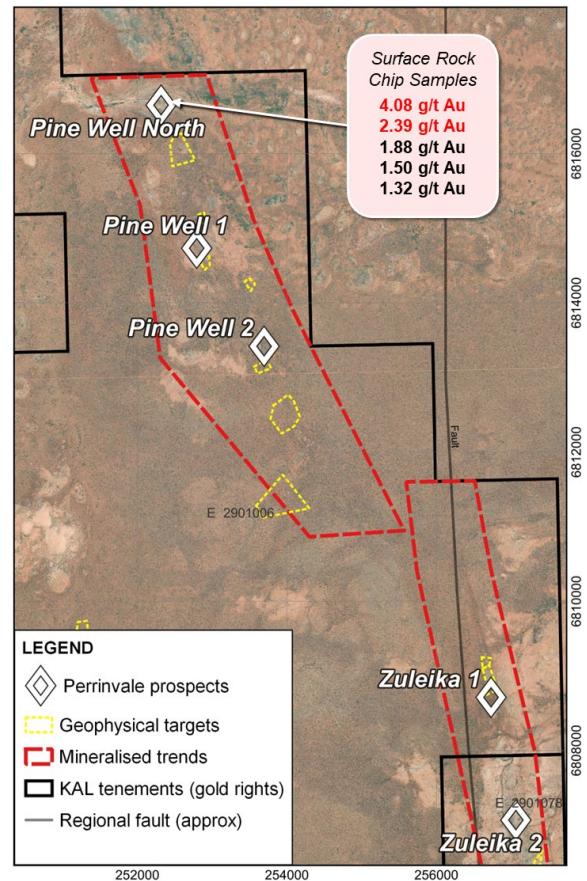 Surface Rock
Chip Samples
4.08 g/t Au
2.39 g/t Au
1.88 g/t Au
1.50 g/t Au
1.32 g/t Au
Pine Well North
Pine Well 1
Pine Well 2
Fault
E 2901006
Zuleika 1
E 2901078
Zuleika 2
LEGEND
Perrinvale prospects
Geophysical targets
Mineralised trends
KAL tenements (gold rights)
Regional fault (approx)
6816000
6814000
6812000
6810000
6808000
252000
254000
256000